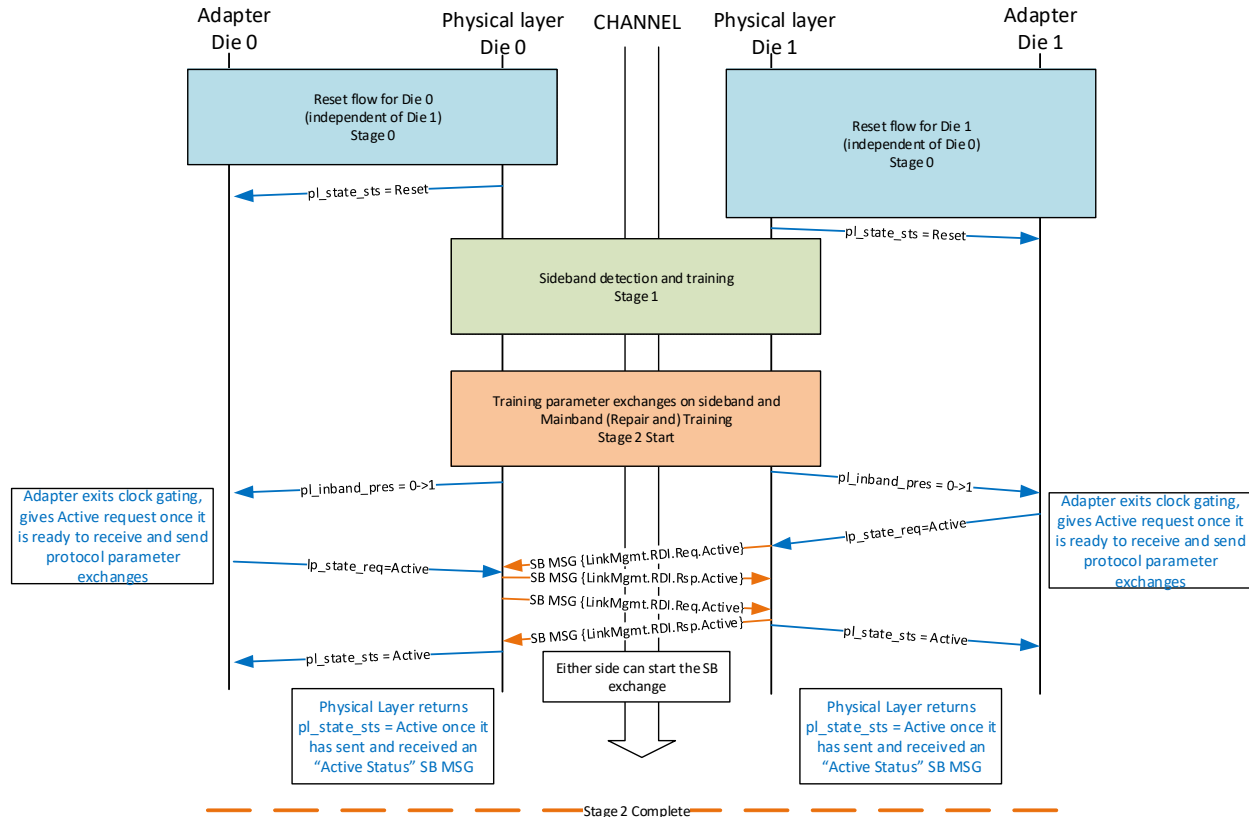 Adapter
Die 0
Physical layer
Die 0
CHANNEL
Physical layer
Die 1
Adapter
Die 1
Reset flow for Die 0
(independent of Die 1)
Stage 0
Reset flow for Die 1
(independent of Die 0)
Stage 0
pl_state_sts = Reset
pl_state_sts = Reset
Sideband detection and training
Stage 1
Training parameter exchanges on sideband and
Mainband (Repair and) Training
Stage 2 Start
pl_inband_pres = 0->1
pl_inband_pres = 0->1
Adapter exits clock gating,
gives Active request once it
is ready to receive and send
protocol parameter
exchanges
Adapter exits clock gating,
gives Active request once it
is ready to receive and send
protocol parameter
exchanges
lp_state_req=Active
SB MSG {LinkMgmt.RDI.Req.Active}
lp_state_req=Active
SB MSG {LinkMgmt.RDI.Rsp.Active}
SB MSG {LinkMgmt.RDI.Req.Active}
SB MSG {LinkMgmt.RDI.Rsp.Active}
pl_state_sts = Active
pl_state_sts = Active
Either side can start the SB
exchange
Physical Layer returns
pl_state_sts = Active once it
has sent and received an
“Active Status” SB MSG
Physical Layer returns
pl_state_sts = Active once it
has sent and received an
“Active Status” SB MSG
Stage 2 Complete